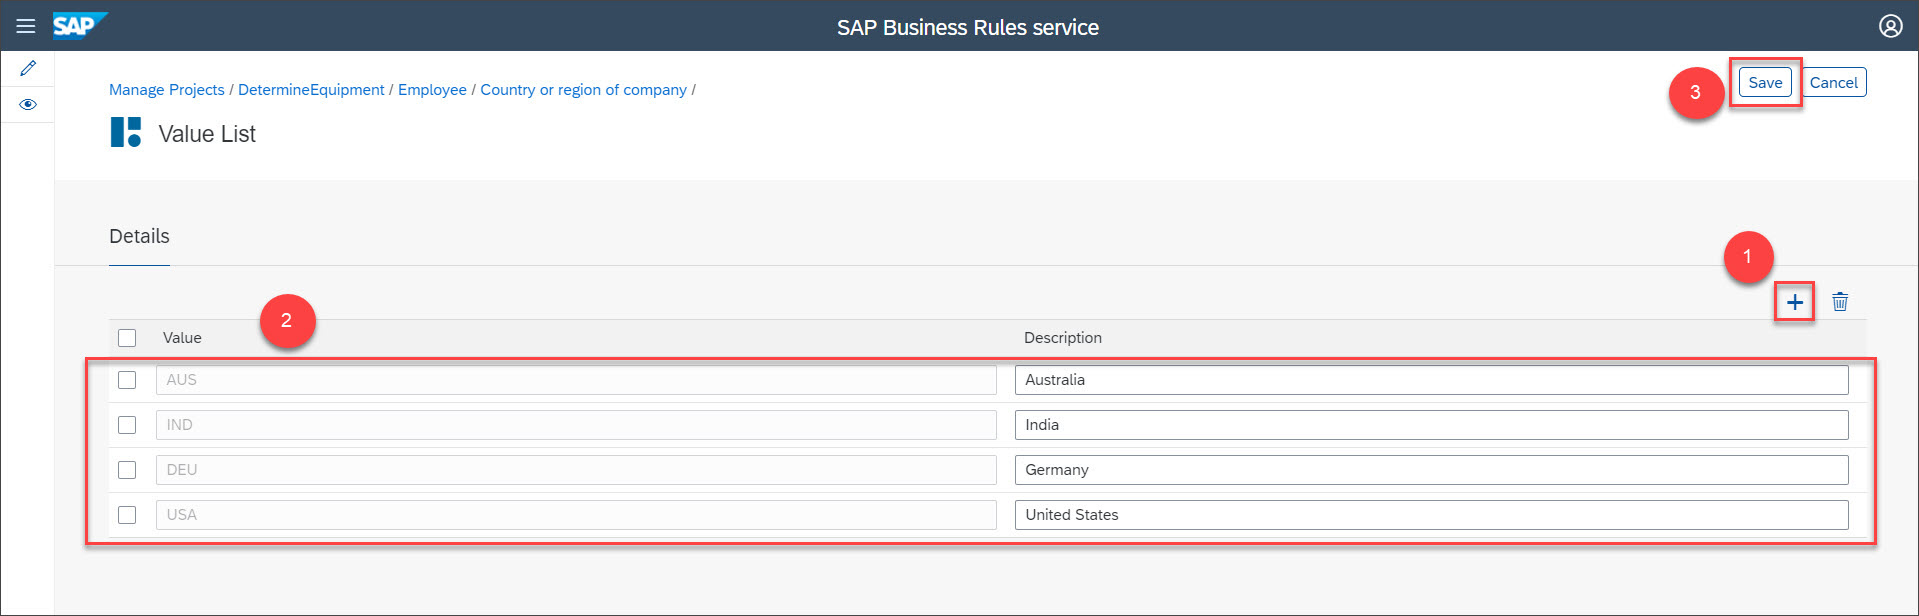 SAP SAP Business Rules service
Manage Projects / DetermineEquipment / Employee / Country or region of company /
3 Save Cancel
Value List
Details
1
2
Value Description
AUS Australia
IND India
DEU Germany
USA United States